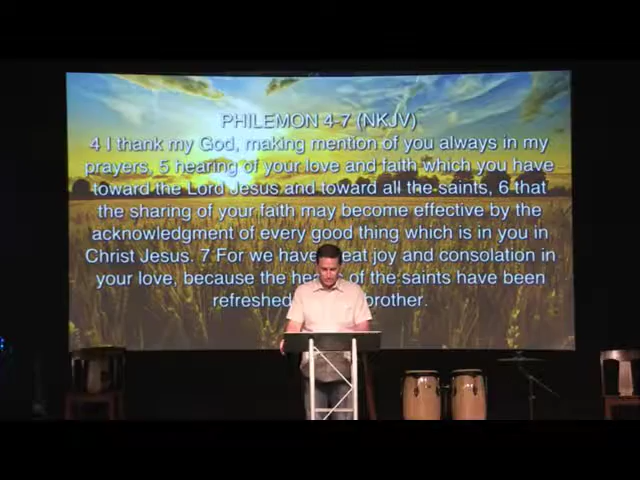 PHILEMON 4-7 (NKJV)
4 I thank my God, making mention of you always in my
prayers, 5 hearing of your love and faith which you have
toward the Lord Jesus and toward all the saints, 6 that
the sharing of your faith may become effective by the
acknowledgment of every good thing which is in you in
Christ Jesus. 7 For we have eat joy and consolation in
your love, because the he of the saints have been
refreshed brother.